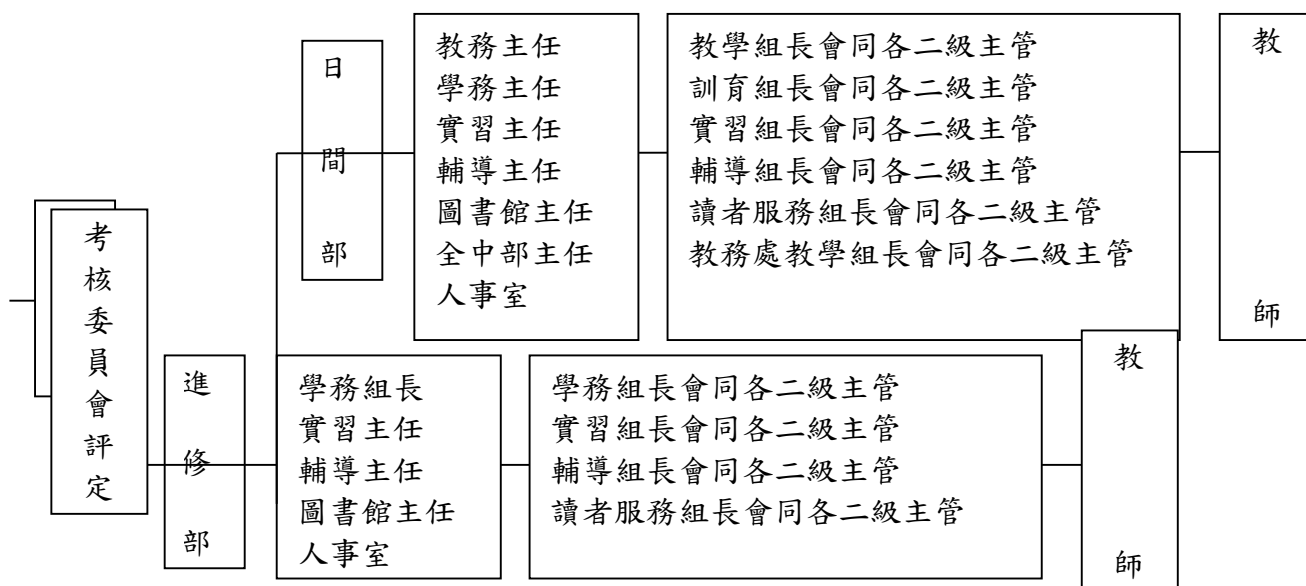 考核委員會評定
日間部
教務主任
學務主任
實習主任
輔導主任
圖書館主任
全中部主任
人事室
教學組長會同各二級主管
訓育組長會同各二級主管
實習組長會同各二級主管
輔導組長會同各二級主管
讀者服務組長會同各二級主管
教務處教學組長會同各二級主管
教師
進修部
學務組長
實習主任
輔導主任
圖書館主任
人事室
學務組長會同各二級主管
實習組長會同各二級主管
輔導組長會同各二級主管
讀者服務組長會同各二級主管
教師